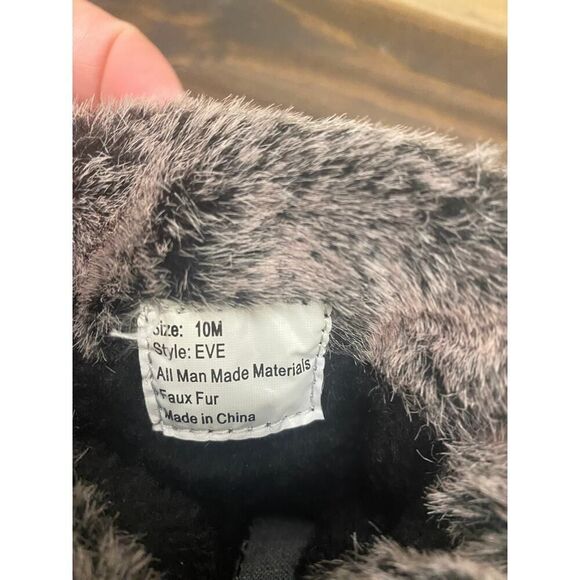 Size: 10M
Style: EVE
All Man Made Materials
Faux Fur
Made in China